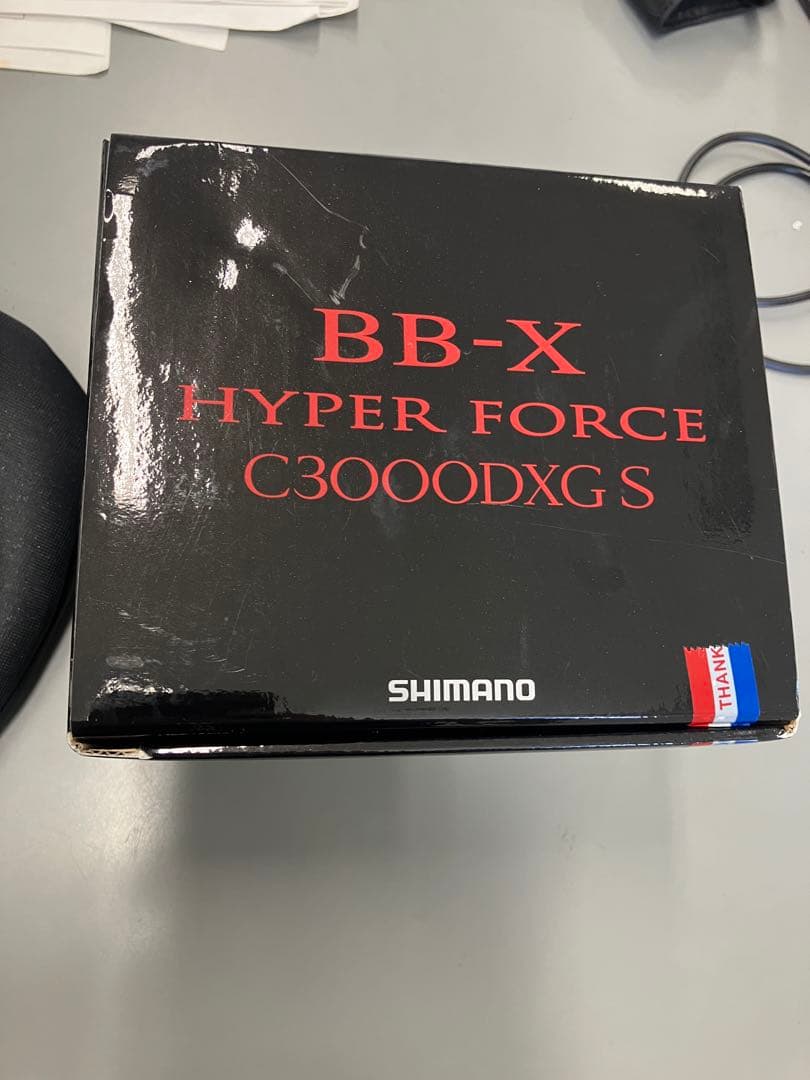 BB-X
HYPER FORCE
C3000DXG S
SHIMANO
THANK